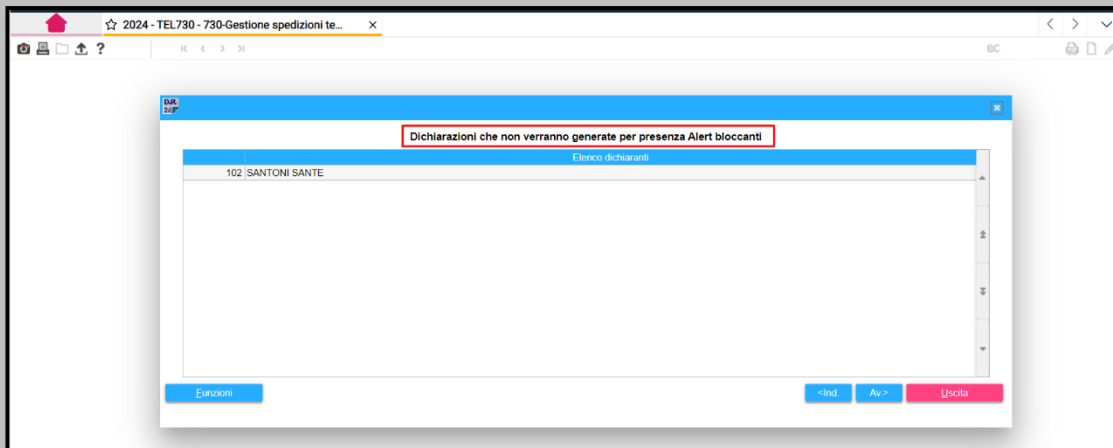 2024 - TEL730 - 730-Gestione spedizioni te...
?
D.R.
24
Dichiarazioni che non verranno generate per presenza Alert bloccanti
Elenco dichiaranti
102 SANTONI SANTE
Funzioni
<Ind.
Av.>
Uscita